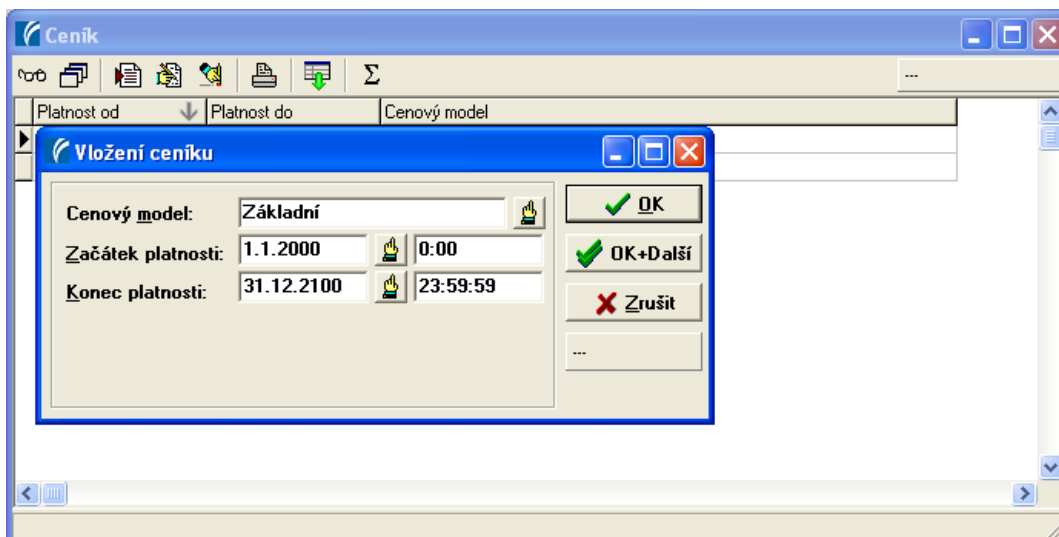 Ceník
Σ
---
Platnost od Platnost do Cenový model
Vložení ceníku
Cenový model: Základní
Začátek platnosti: 1.1.2000 0:00
Konec platnosti: 31.12.2100 23:59:59
OK
OK+Další
Zrušit
---